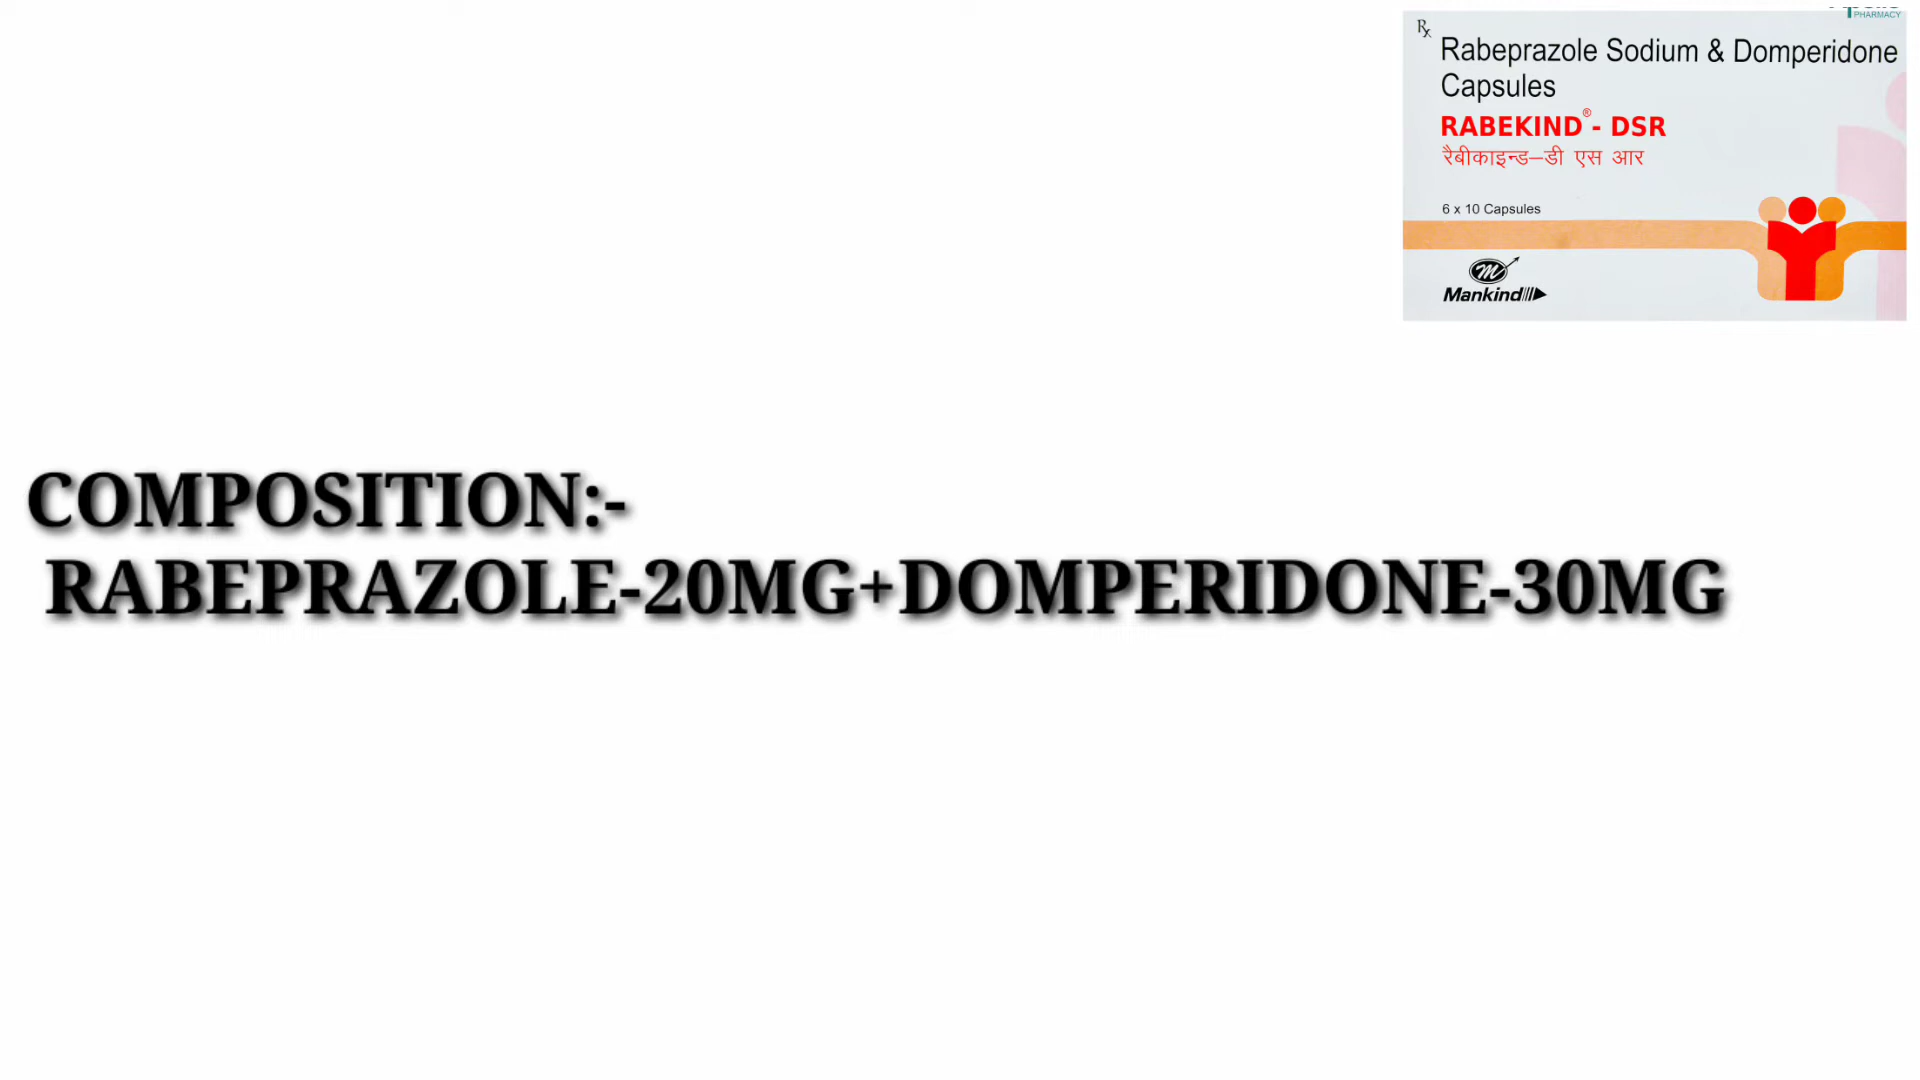 PHARMACY
Rx
Rabeprazole Sodium & Domperidone
Capsules
RABEKIND®- DSR
रैबीकाइन्ड–डी एस आर
6 x 10 Capsules
Mankind
COMPOSITION:-
RABEPRAZOLE-20MG+DOMPERIDONE-30MG